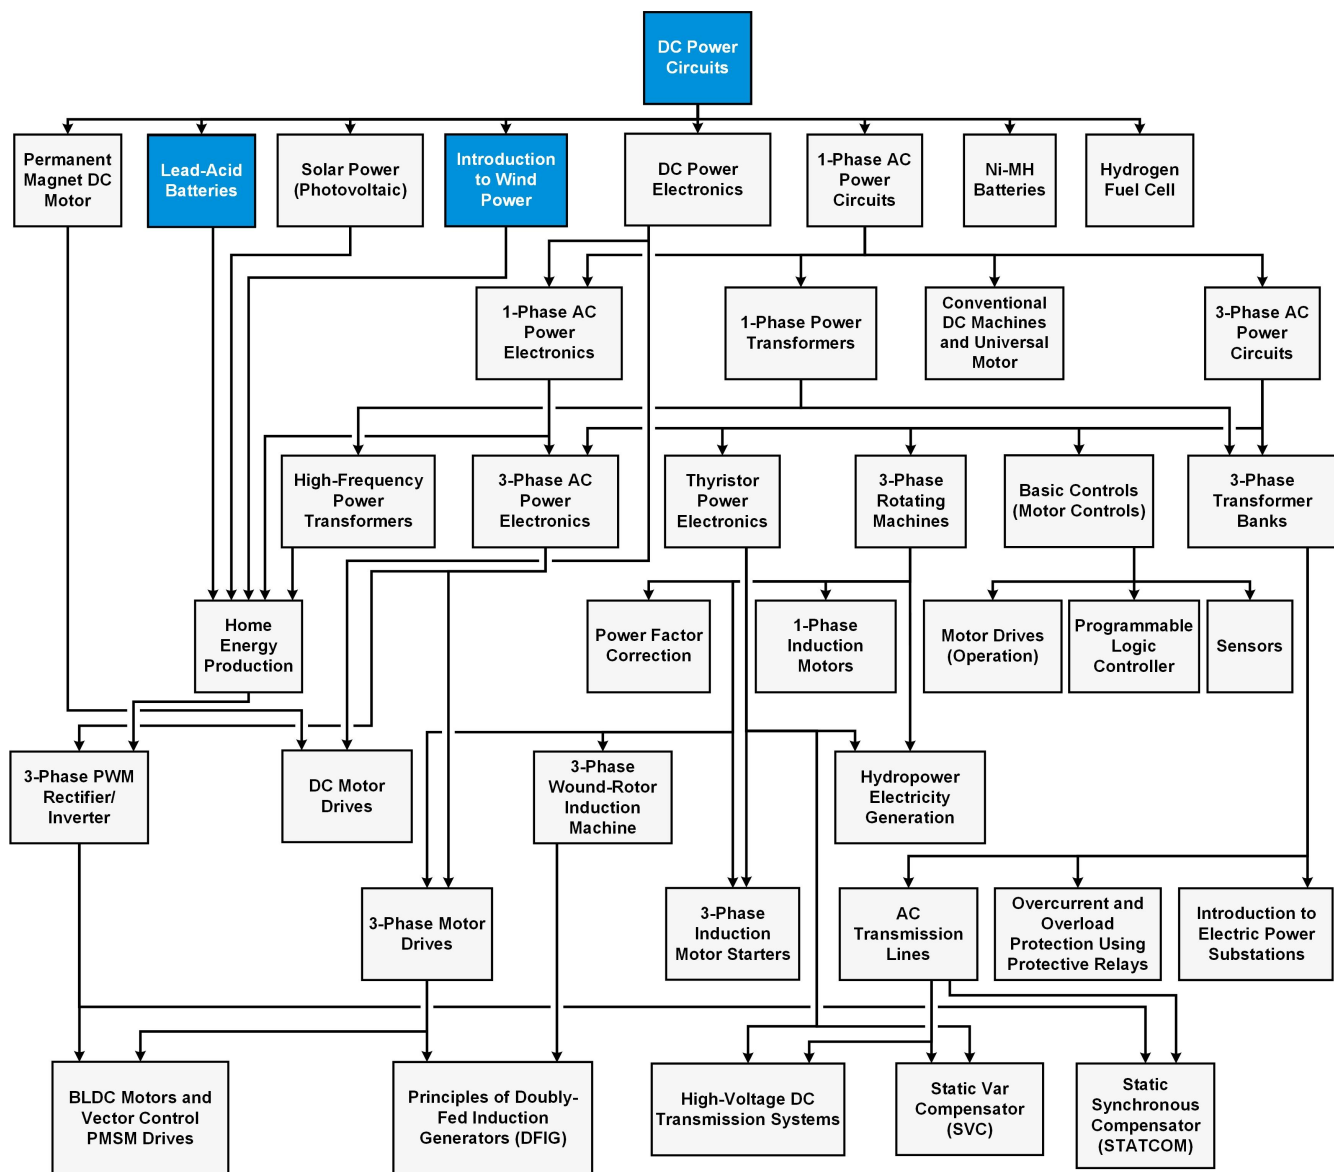 DC Power
Circuits
Permanent
Magnet DC
Motor
Lead-Acid
Batteries
Solar Power
(Photovoltaic)
Introduction
to Wind
Power
DC Power
Electronics
1-Phase AC
Power
Circuits
Ni-MH
Batteries
Hydrogen
Fuel Cell
1-Phase AC
Power
Electronics
1-Phase Power
Transformers
Conventional
DC Machines
and Universal
Motor
3-Phase AC
Power
Circuits
High-Frequency
Power
Transformers
3-Phase AC
Power
Electronics
Thyristor
Power
Electronics
3-Phase
Rotating
Machines
Basic Controls
(Motor Controls)
3-Phase
Transformer
Banks
Home
Energy
Production
Power Factor
Correction
1-Phase
Induction
Motors
Motor Drives
(Operation)
Programmable
Logic
Controller
Sensors
3-Phase PWM
Rectifier/
Inverter
DC Motor
Drives
3-Phase
Wound-Rotor
Induction
Machine
Hydropower
Electricity
Generation
3-Phase Motor
Drives
3-Phase
Induction
Motor Starters
AC
Transmission
Lines
Overcurrent and
Overload
Protection Using
Protective Relays
Introduction to
Electric Power
Substations
BLDC Motors and
Vector Control
PMSM Drives
Principles of Doubly-
Fed Induction
Generators (DFIG)
High-Voltage DC
Transmission Systems
Static Var
Compensator
(SVC)
Static
Synchronous
Compensator
(STATCOM)